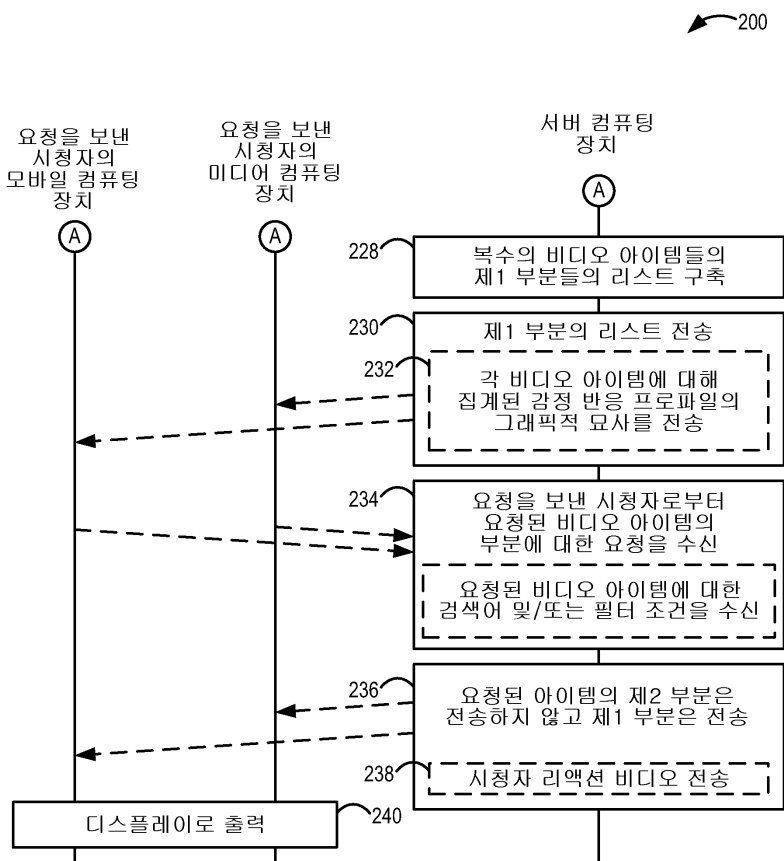 200
요청을 보낸
시청자의
모바일 컴퓨팅
장치
요청을 보낸
시청자의
미디어 컴퓨팅
장치
서버 컴퓨팅
장치
A
A
A
228
복수의 비디오 아이템들의
제1 부분들의 리스트 구축
230
제1 부분의 리스트 전송
232
각 비디오 아이템에 대해
집계된 감정 반응 프로파일의
그래픽적 묘사를 전송
234
요청을 보낸 시청자로부터
요청된 비디오 아이템의
부분에 대한 요청을 수신
요청된 비디오 아이템에 대한
검색어 및/또는 필터 조건을 수신
236
요청된 아이템의 제2 부분은
전송하지 않고 제1 부분은 전송
238
시청자 리액션 비디오 전송
디스플레이로 출력
240